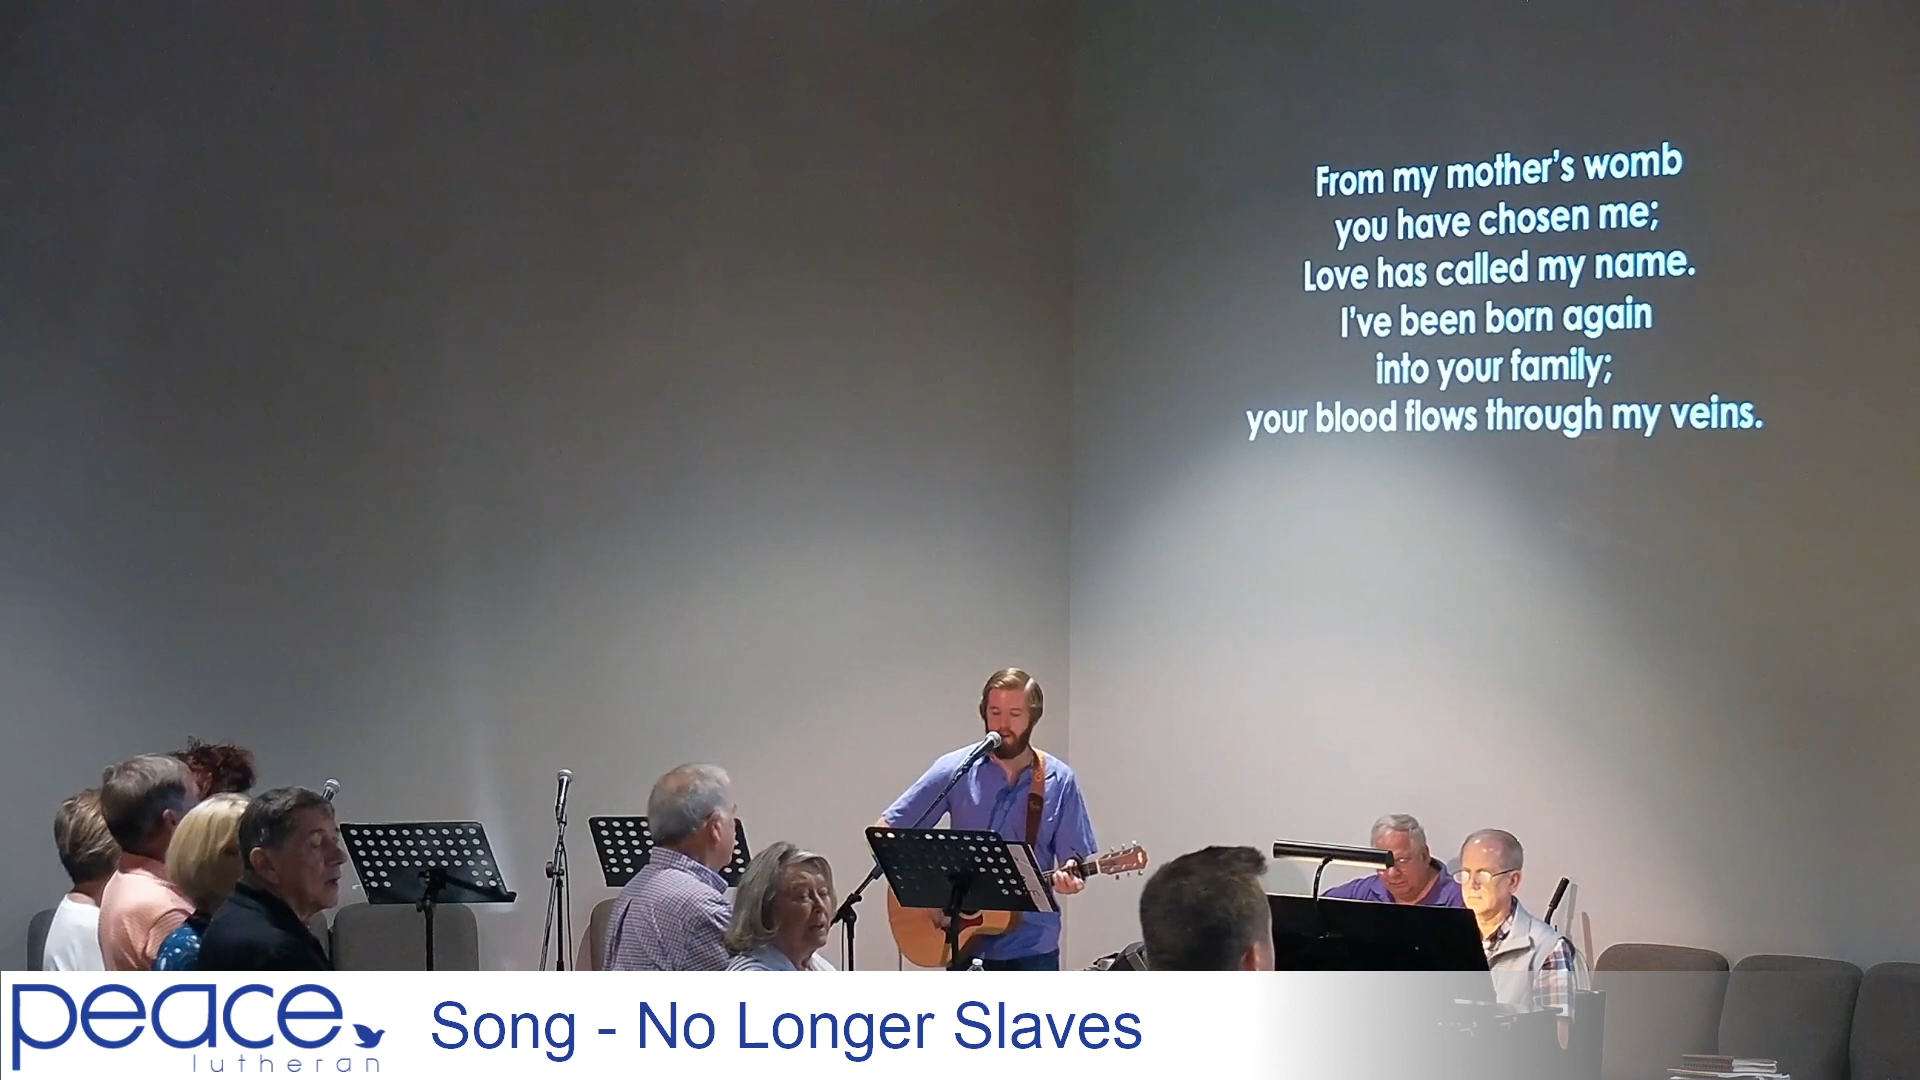 From my mother's womb
you have chosen me;
Love has called my name.
I've been born again
into your family;
your blood flows through my veins.
peace
lutheran
Song - No Longer Slaves